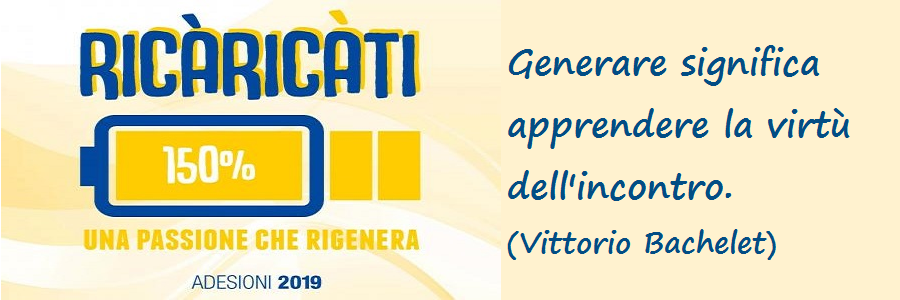 RICÀRICÀTI
150%
UNA PASSIONE CHE RIGENERA
ADESIONI 2019
Generare significa
apprendere la virtù
dell'incontro.
(Vittorio Bachelet)